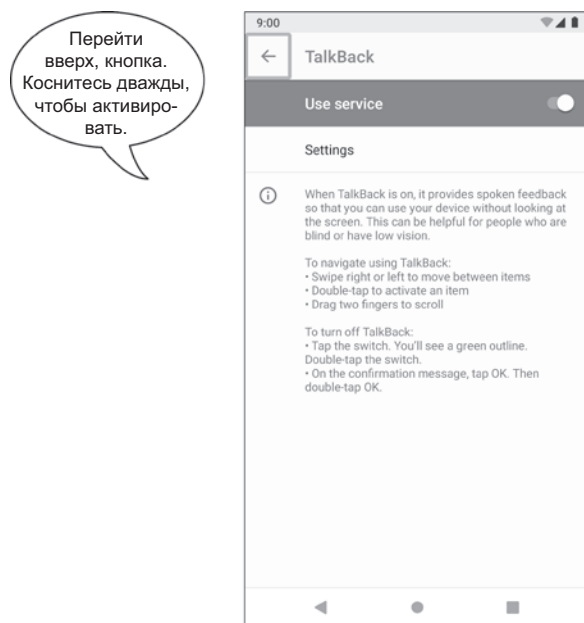 Перейти
вверх, кнопка.
Коснитесь дважды,
чтобы активиро-
вать.
9:00
TalkBack
Use service
Settings
When TalkBack is on, it provides spoken feedback
so that you can use your device without looking at
the screen. This can be helpful for people who are
blind or have low vision.
To navigate using TalkBack:
• Swipe right or left to move between items
• Double-tap to activate an item
• Drag two fingers to scroll
To turn off TalkBack:
• Tap the switch. You'll see a green outline.
Double-tap the switch.
• On the confirmation message, tap OK. Then
double-tap OK.